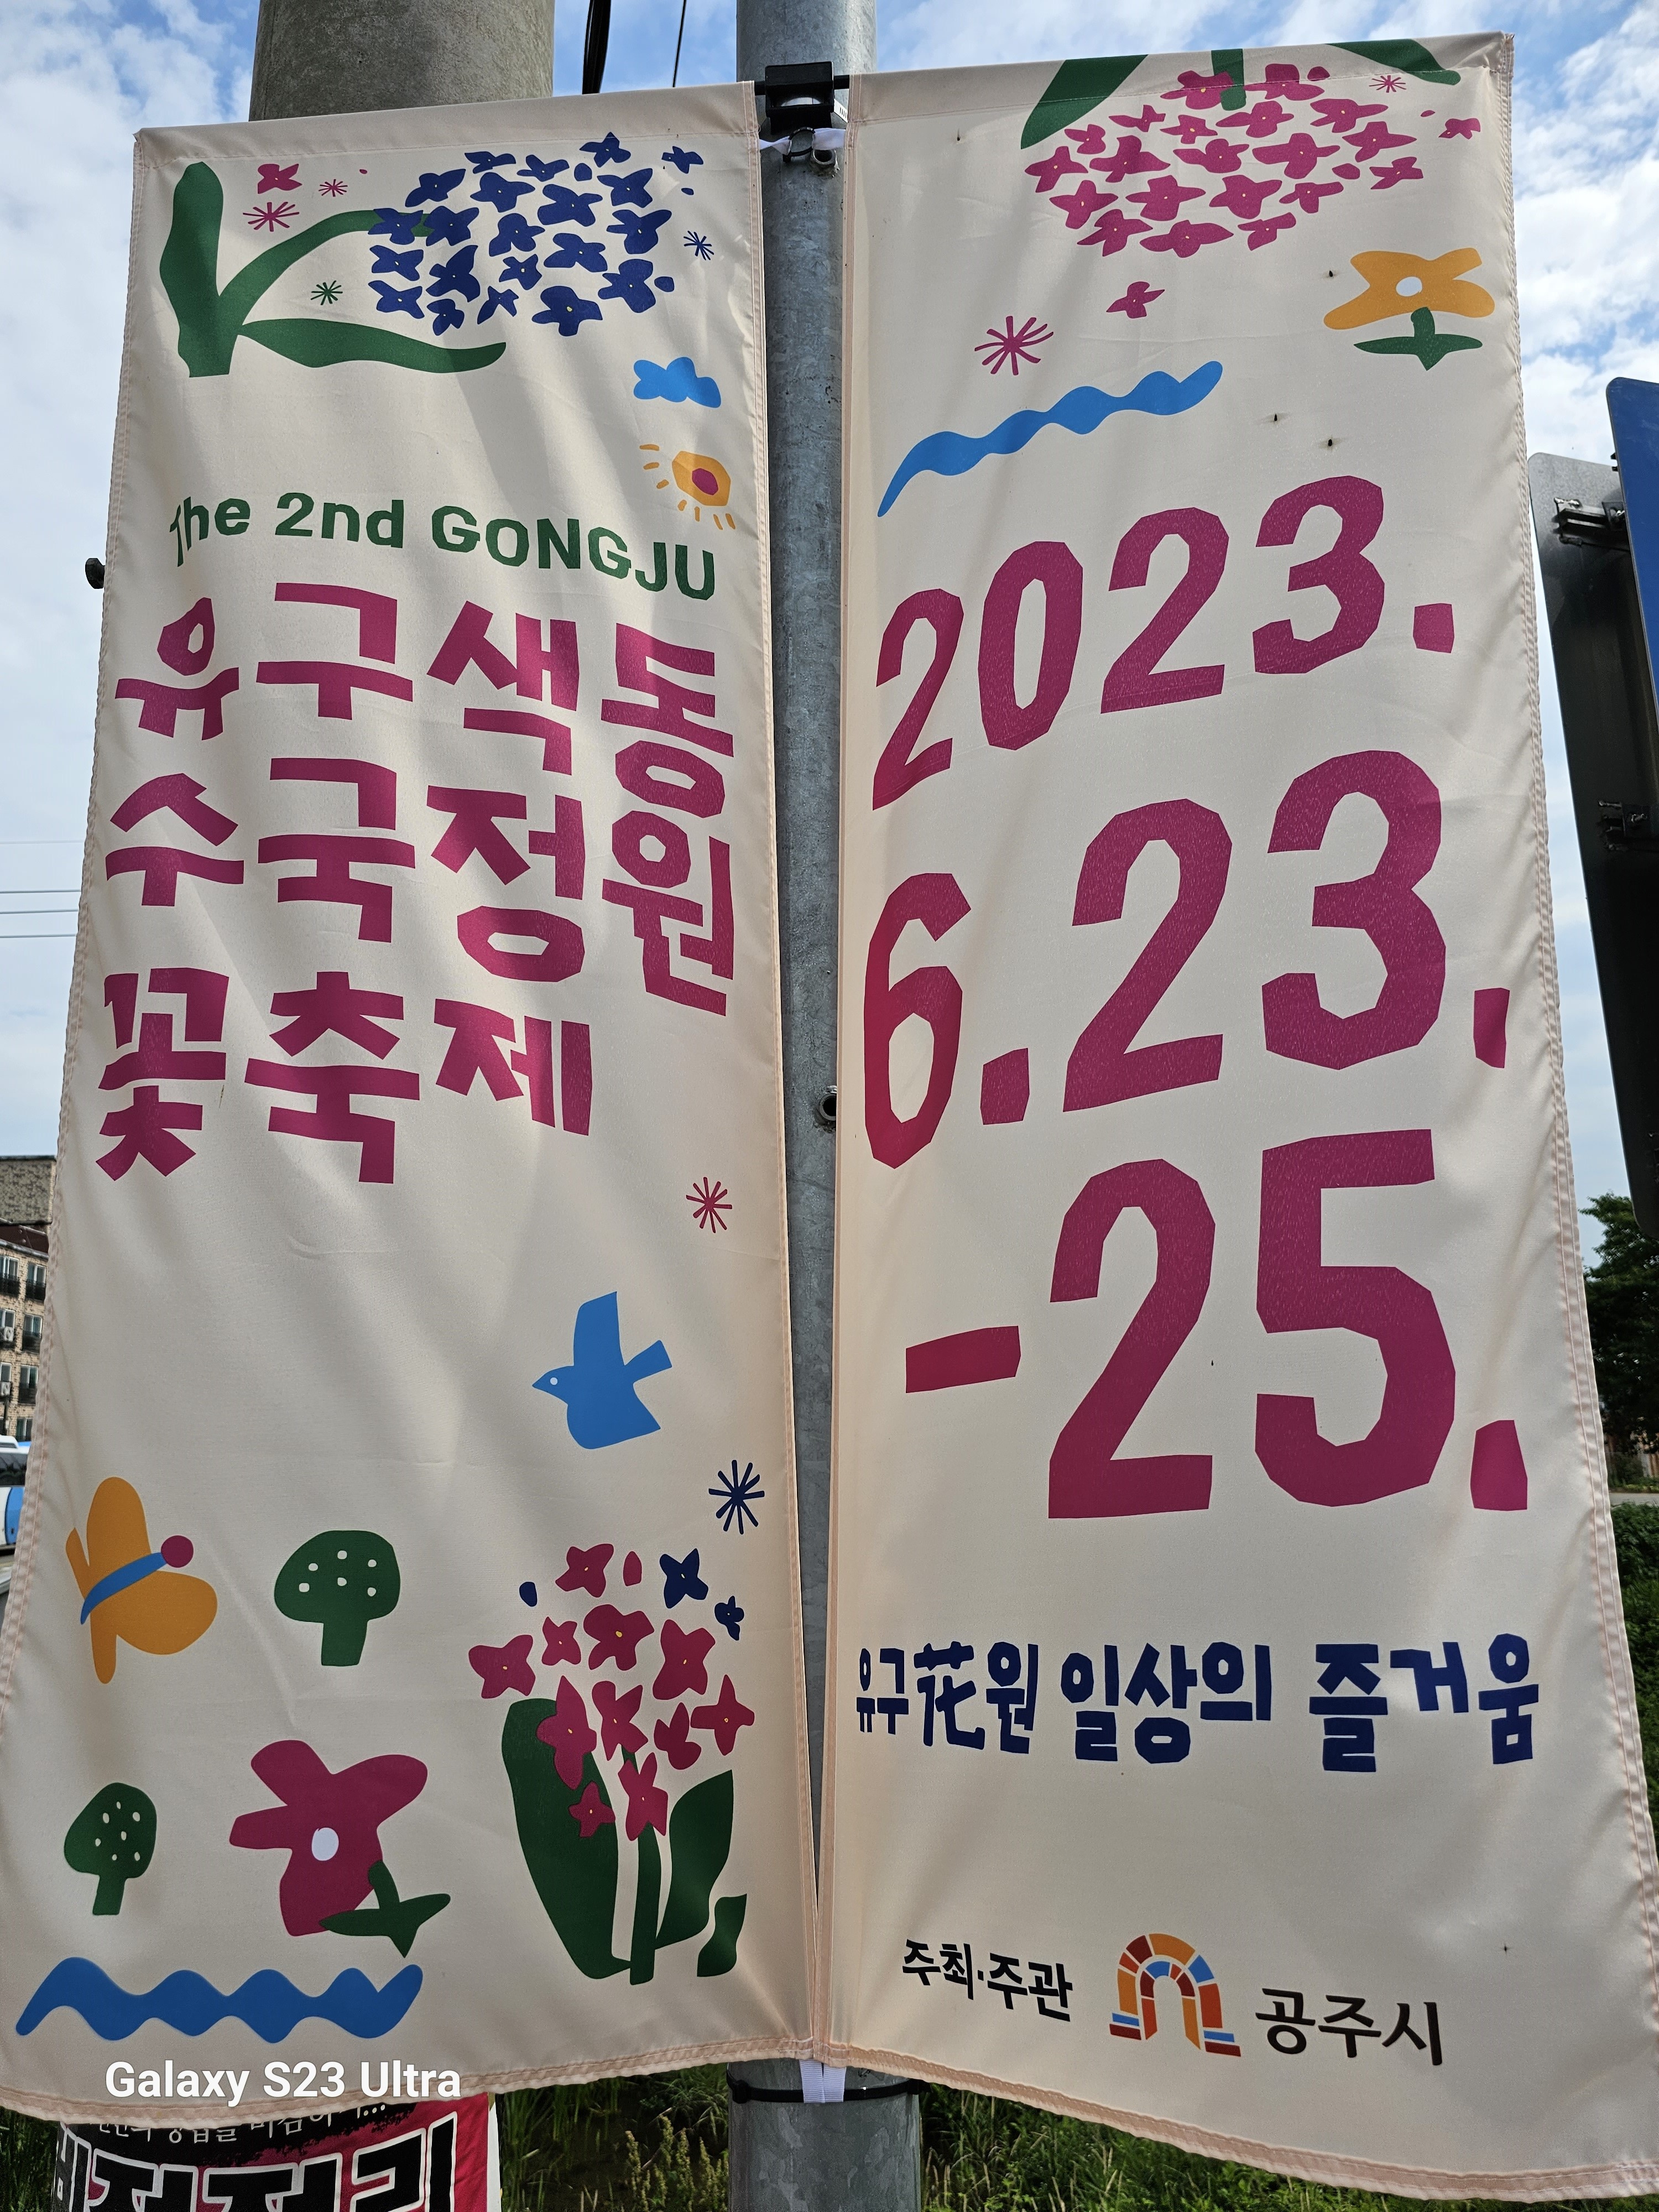 The 2nd GONGJU
유구색동
수국정원
꽃축제
2023.
6.23.
-25.
유구花원 일상의 즐거움
주최·주관 공주시
Galaxy S23 Ultra